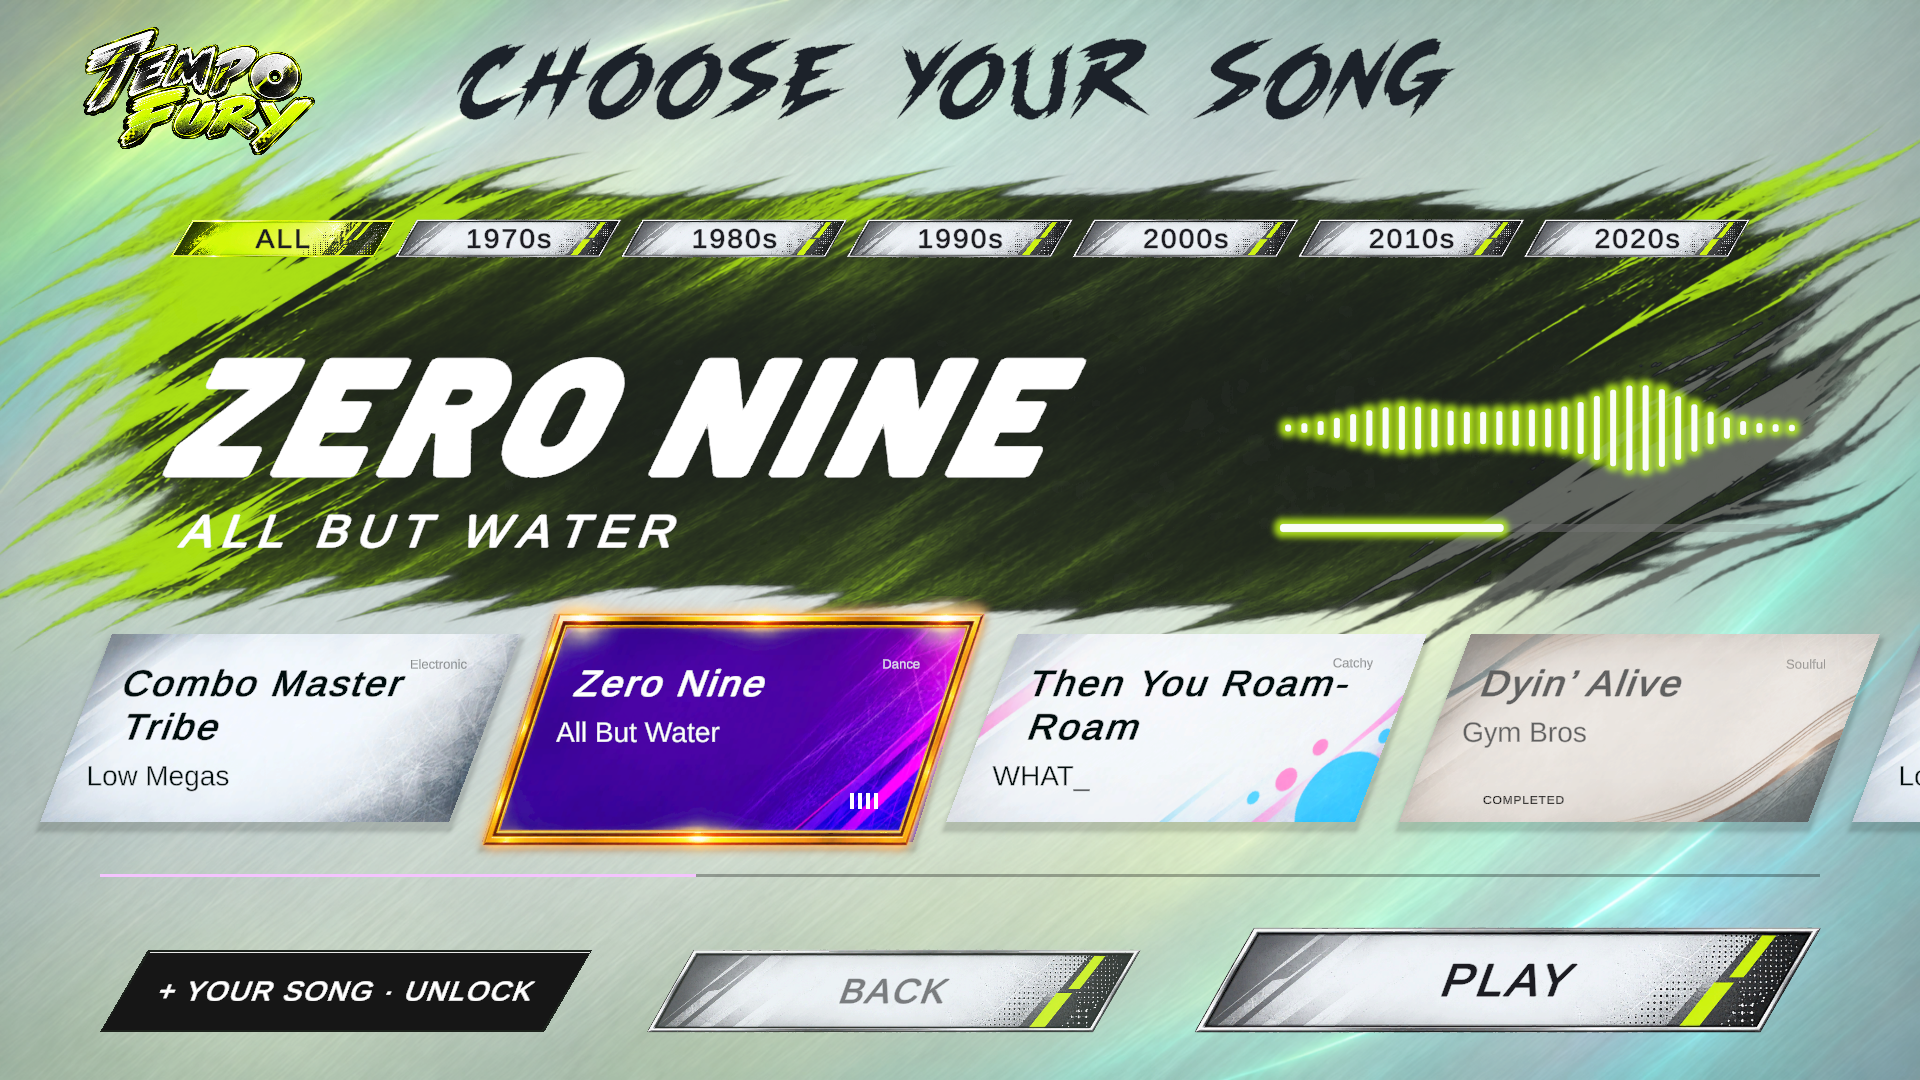 TEMPO
FURY
CHOOSE YOUR SONG
ALL
1970s
1980s
1990s
2000s
2010s
2020s
ZERO NINE
ALL BUT WATER
Electronic
Combo Master
Tribe
Low Megas
Dance
Zero Nine
All But Water
Catchy
Then You Roam-
Roam
WHAT_
Soulful
Dyin’ Alive
Gym Bros
COMPLETED
+ YOUR SONG · UNLOCK
BACK
PLAY